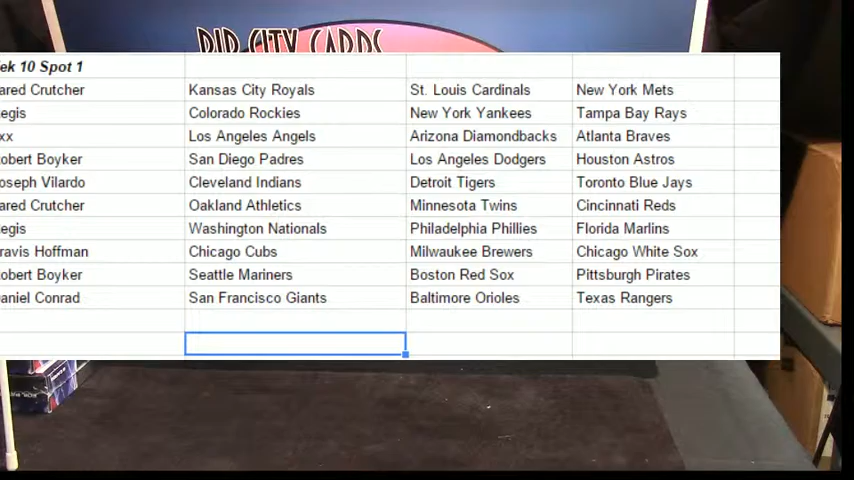 RIP CITY CARDS
ek 10 Spot 1
ared Crutcher Kansas City Royals St. Louis Cardinals New York Mets
egis Colorado Rockies New York Yankees Tampa Bay Rays
xx Los Angeles Angels Arizona Diamondbacks Atlanta Braves
obert Boyker San Diego Padres Los Angeles Dodgers Houston Astros
oseph Vilardo Cleveland Indians Detroit Tigers Toronto Blue Jays
ared Crutcher Oakland Athletics Minnesota Twins Cincinnati Reds
egis Washington Nationals Philadelphia Phillies Florida Marlins
ravis Hoffman Chicago Cubs Milwaukee Brewers Chicago White Sox
obert Boyker Seattle Mariners Boston Red Sox Pittsburgh Pirates
aniel Conrad San Francisco Giants Baltimore Orioles Texas Rangers